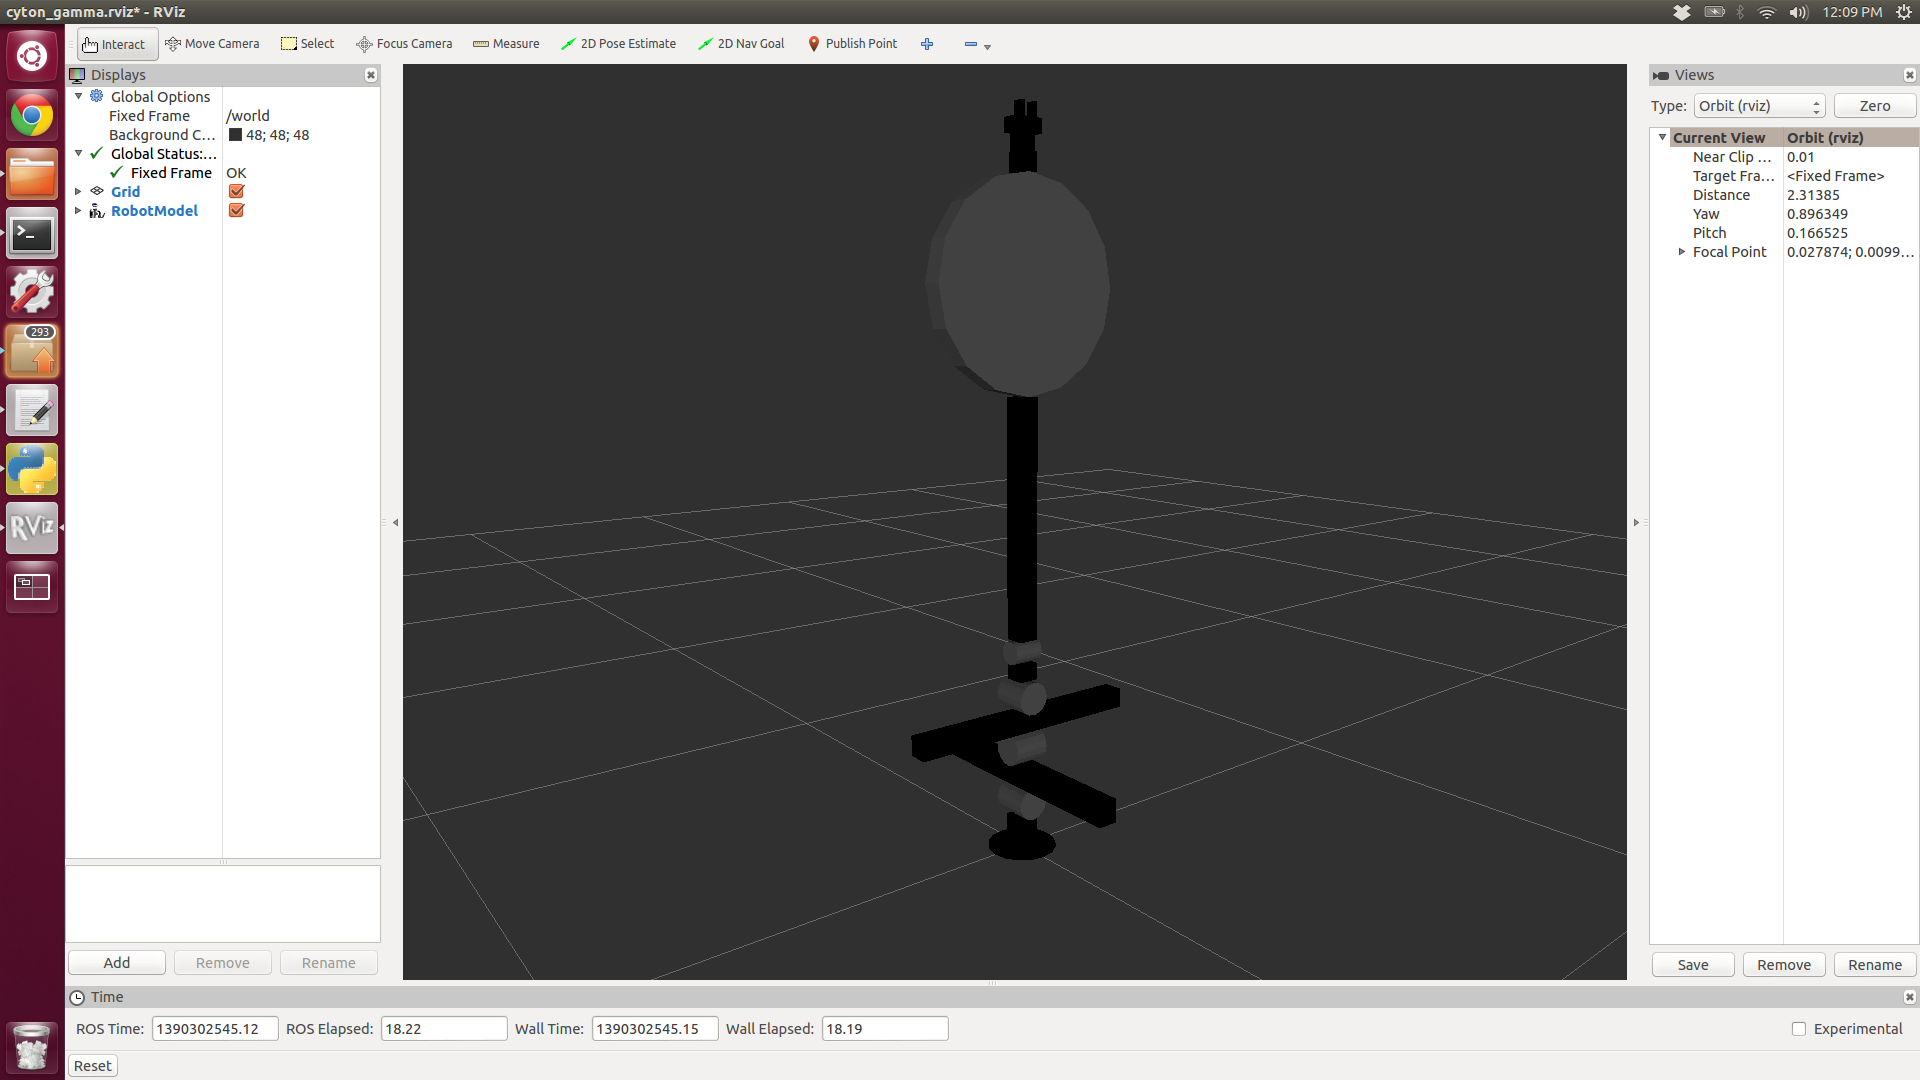 cyton_gamma.rviz* - RViz
12:09 PM
Interact
Move Camera
Select
Focus Camera
Measure
2D Pose Estimate
2D Nav Goal
Publish Point
Displays
Global Options
Fixed Frame /world
Background C... 48; 48; 48
Global Status:...
Fixed Frame OK
Grid
RobotModel
Add
Remove
Rename
293
>_
RViz
Views
Type: Orbit (rviz) Zero
Current View Orbit (rviz)
Near Clip ... 0.01
Target Fra... <Fixed Frame>
Distance 2.31385
Yaw 0.896349
Pitch 0.166525
Focal Point 0.027874; 0.0099...
Save
Remove
Rename
Time
ROS Time: 1390302545.12 ROS Elapsed: 18.22 Wall Time: 1390302545.15 Wall Elapsed: 18.19 Experimental
Reset